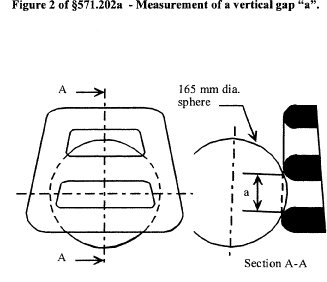 Figure 2 of §571.202a - Measurement of a vertical gap “a”.
A
165 mm dia.
sphere
a
A
Section A-A